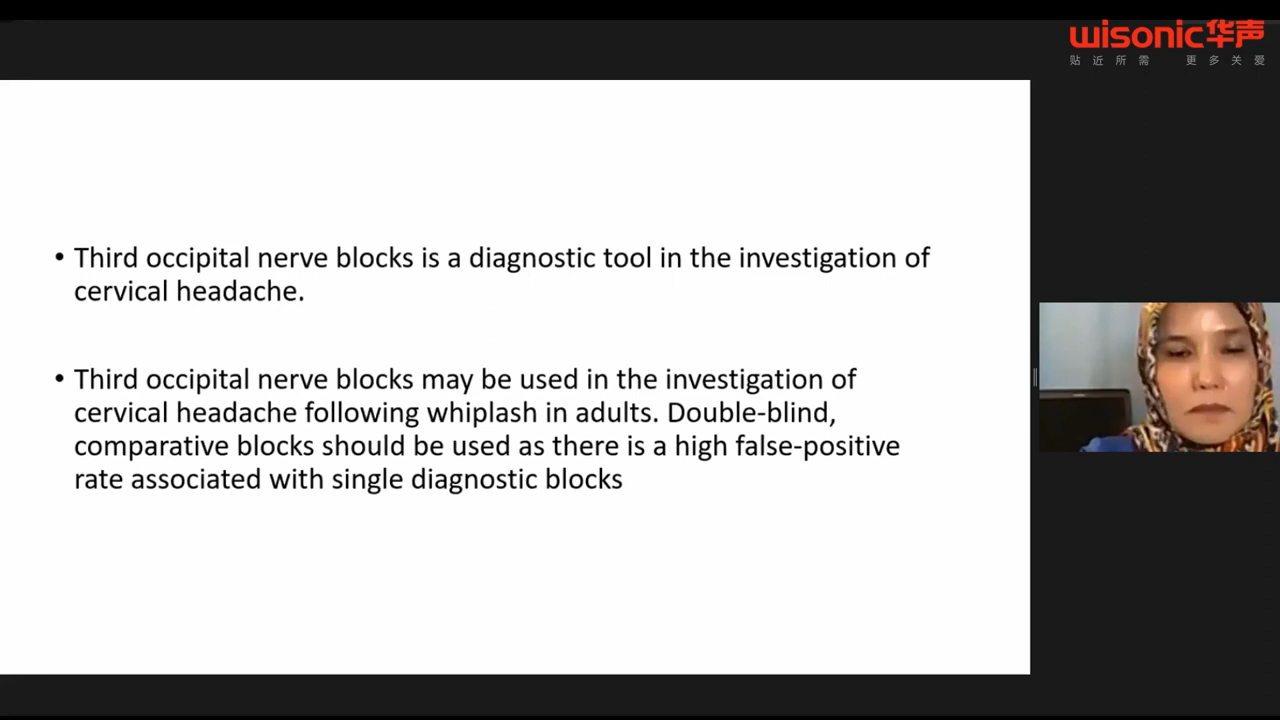 wisonic华声
贴近所需 更多关爱
• Third occipital nerve blocks is a diagnostic tool in the investigation of
cervical headache.
• Third occipital nerve blocks may be used in the investigation of
cervical headache following whiplash in adults. Double-blind,
comparative blocks should be used as there is a high false-positive
rate associated with single diagnostic blocks